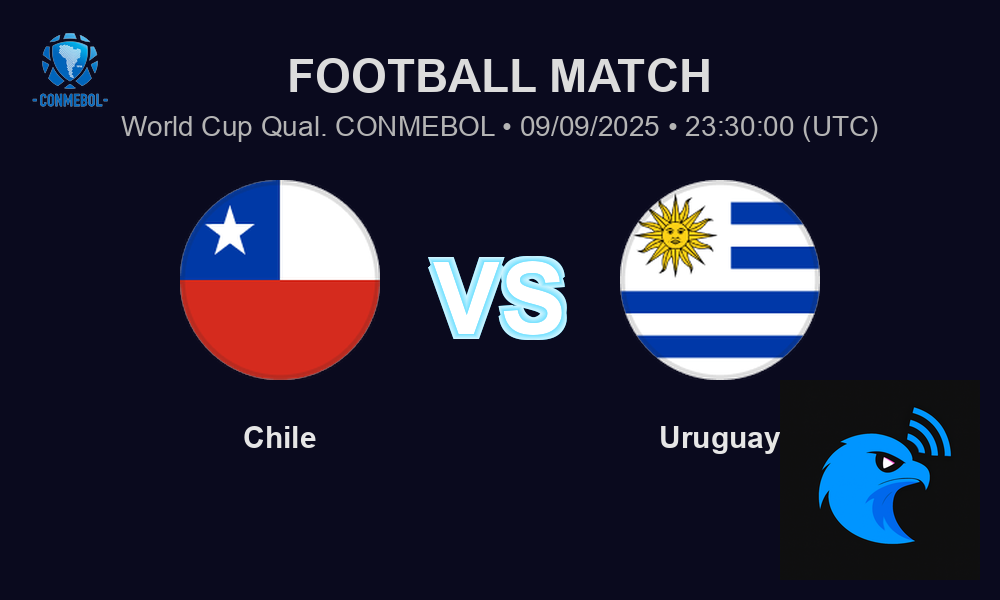 FOOTBALL MATCH
-CONMEBOL-
World Cup Qual. CONMEBOL • 09/09/2025 • 23:30:00 (UTC)
VS
Chile
Uruguay